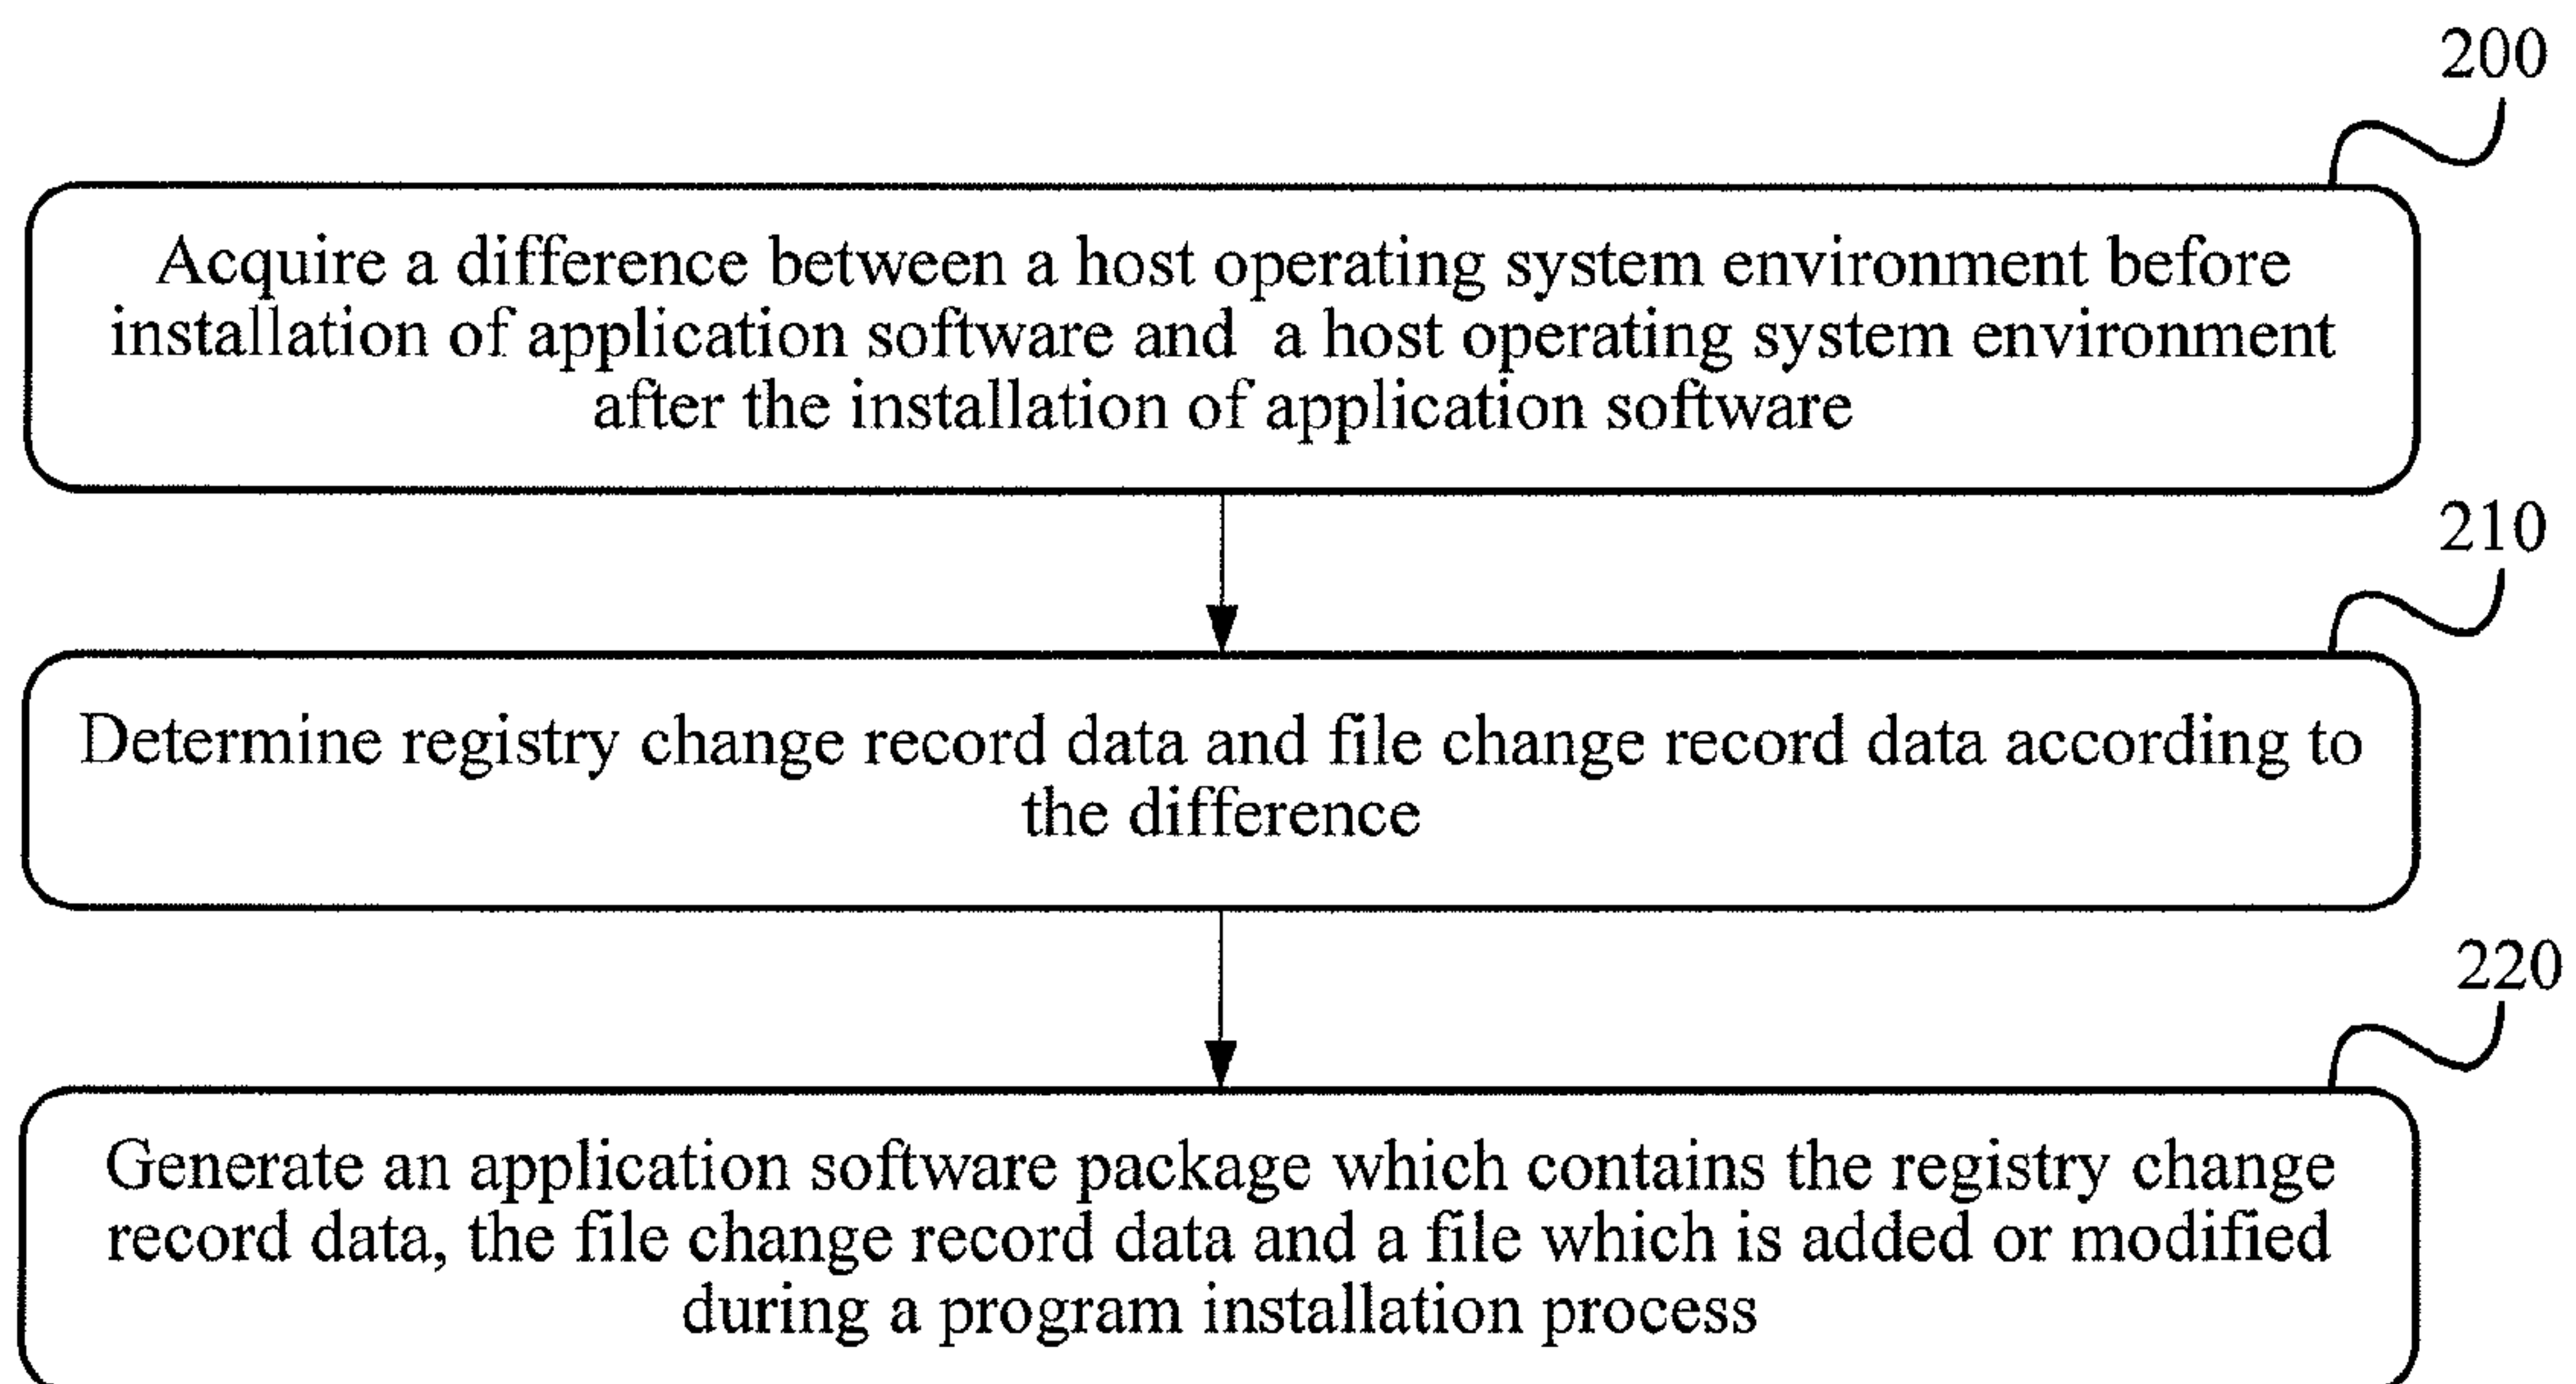 200
Acquire a difference between a host operating system environment before
installation of application software and a host operating system environment
after the installation of application software
210
Determine registry change record data and file change record data according to
the difference
220
Generate an application software package which contains the registry change
record data, the file change record data and a file which is added or modified
during a program installation process